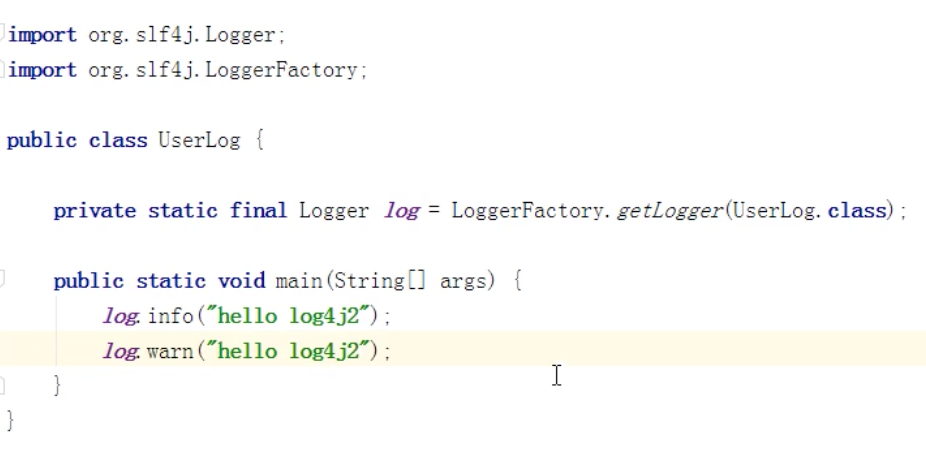 import org.slf4j.Logger;
import org.slf4j.LoggerFactory;
public class UserLog {
private static final Logger log = LoggerFactory.getLogger(UserLog.class);
public static void main(String[] args) {
log.info("hello log4j2");
log.warn("hello log4j2");
}
}